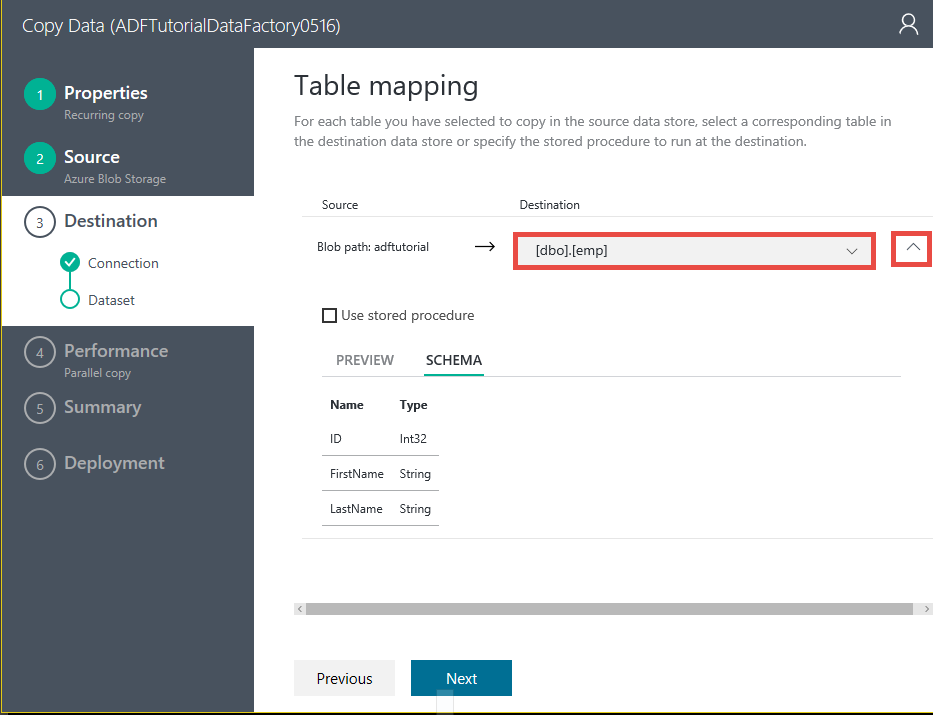 Copy Data (ADFTutorialDataFactory0516)
1 Properties
Recurring copy
2 Source
Azure Blob Storage
3 Destination
Connection
Dataset
4 Performance
Parallel copy
5 Summary
6 Deployment
Table mapping
For each table you have selected to copy in the source data store, select a corresponding table in
the destination data store or specify the stored procedure to run at the destination.
Source Destination
Blob path: adftutorial → [dbo].[emp]
Use stored procedure
PREVIEW SCHEMA
Name Type
ID Int32
FirstName String
LastName String
Previous Next